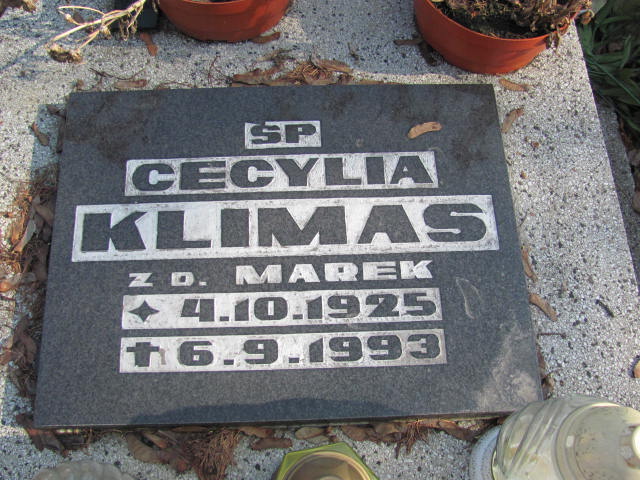 ŚP
CECYLIA
KLIMAS
Z D. MAREK
4.10.1925
6.9.1993